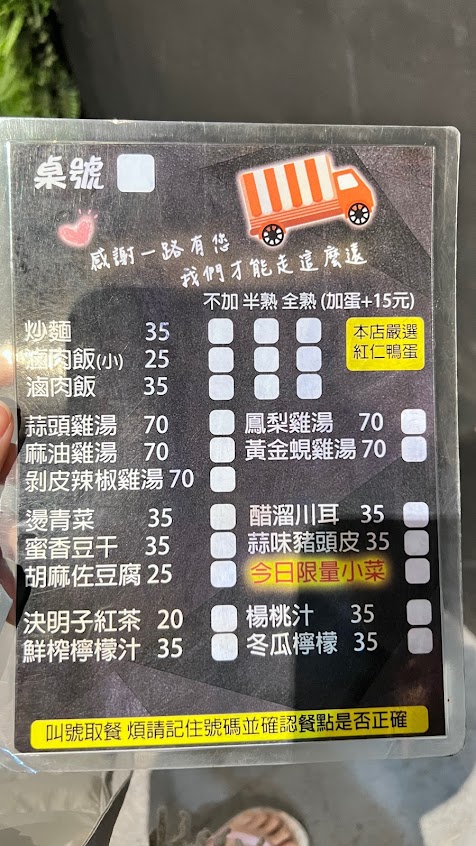 桌號
感謝一路有您
我們才能走這麼遠
不加 半熟 全熟 (加蛋+15元)
炒麵 35
滷肉飯(小) 25
滷肉飯 35
本店嚴選
紅仁鴨蛋
蒜頭雞湯 70 鳳梨雞湯 70
麻油雞湯 70 黃金蜆雞湯 70
剝皮辣椒雞湯 70
燙青菜 35 醋溜川耳 35
蜜香豆干 35 蒜味豬頭皮 35
胡麻佐豆腐 25 今日限量小菜
決明子紅茶 20 楊桃汁 35
鮮榨檸檬汁 35 冬瓜檸檬 35
叫號取餐 煩請記住號碼並確認餐點是否正確